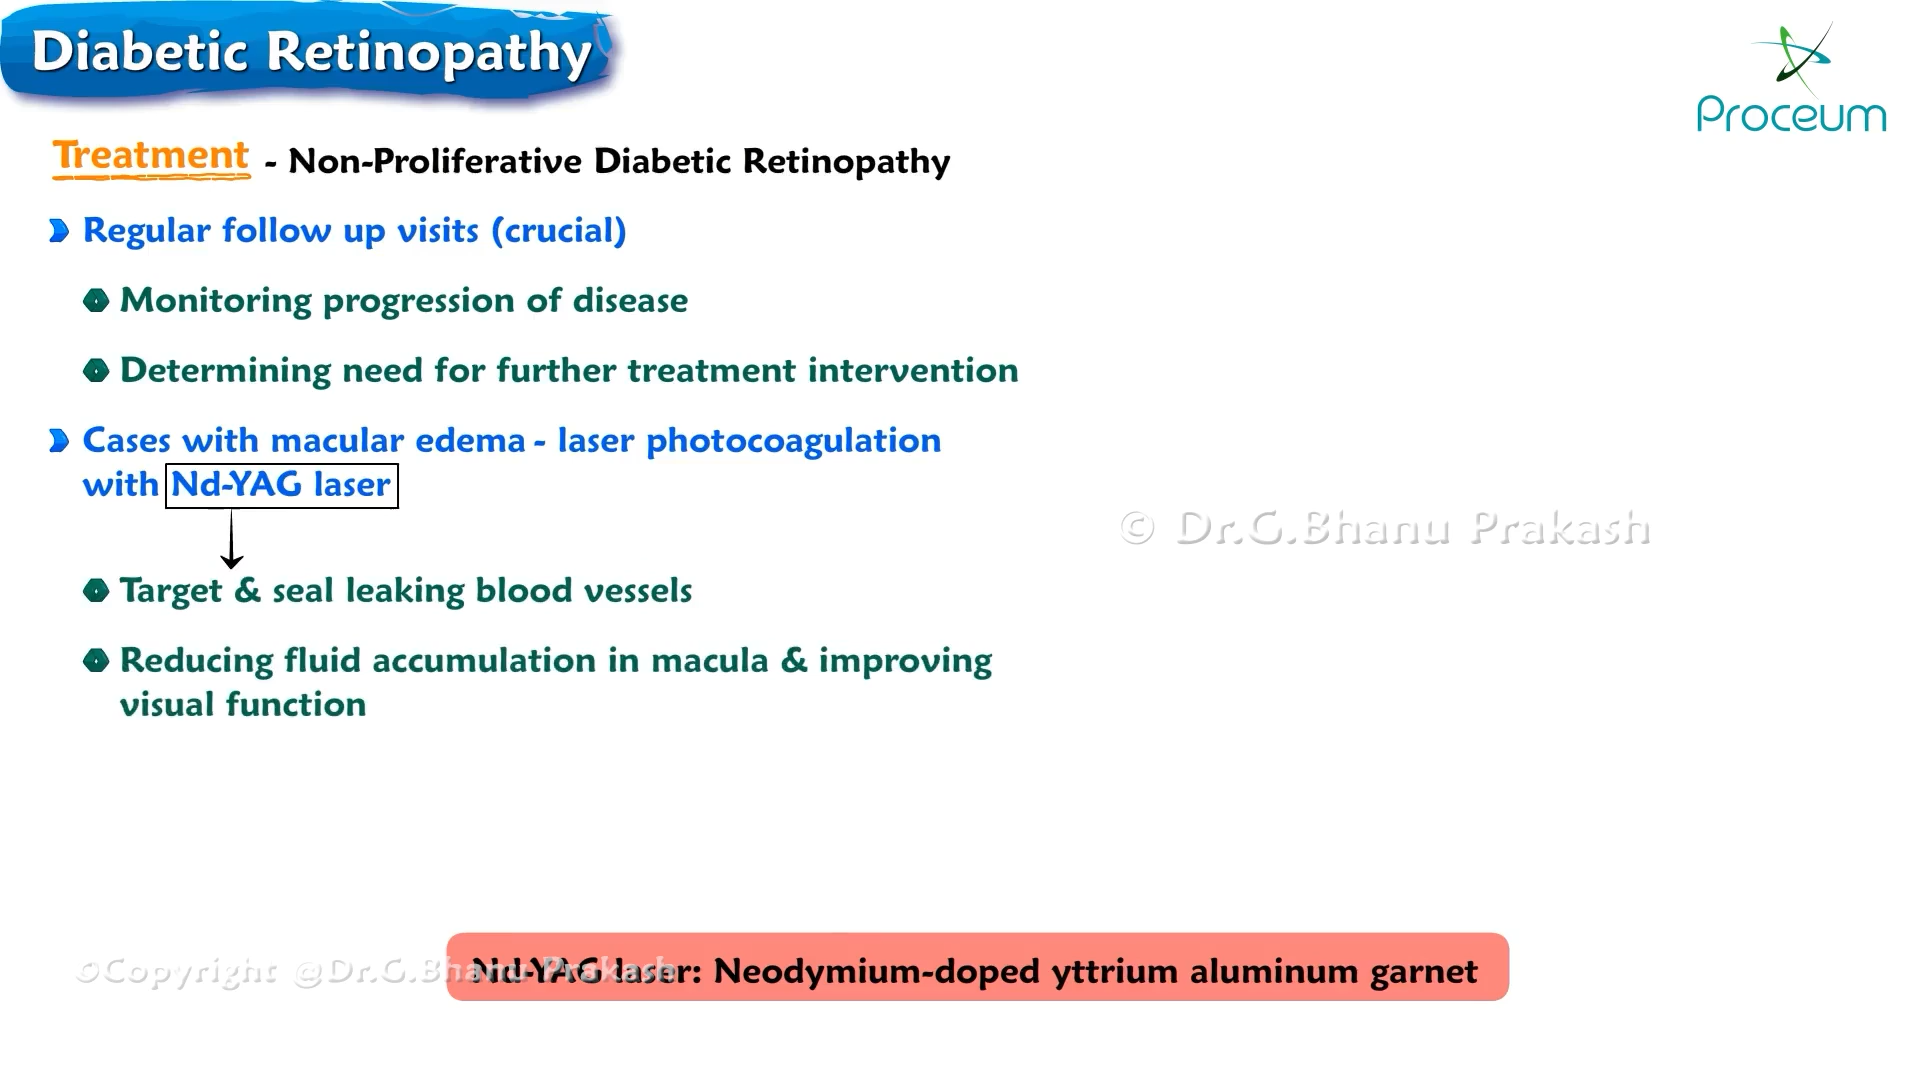 Diabetic Retinopathy
Proceum
Treatment - Non-Proliferative Diabetic Retinopathy
Regular follow up visits (crucial)
Monitoring progression of disease
Determining need for further treatment intervention
Cases with macular edema - laser photocoagulation
with Nd-YAG laser
© Dr.G.Bhanu Prakash
Target & seal leaking blood vessels
Reducing fluid accumulation in macula & improving
visual function
©Copyright @Dr.G.Bhanu Prakash
Nd-YAG laser: Neodymium-doped yttrium aluminum garnet